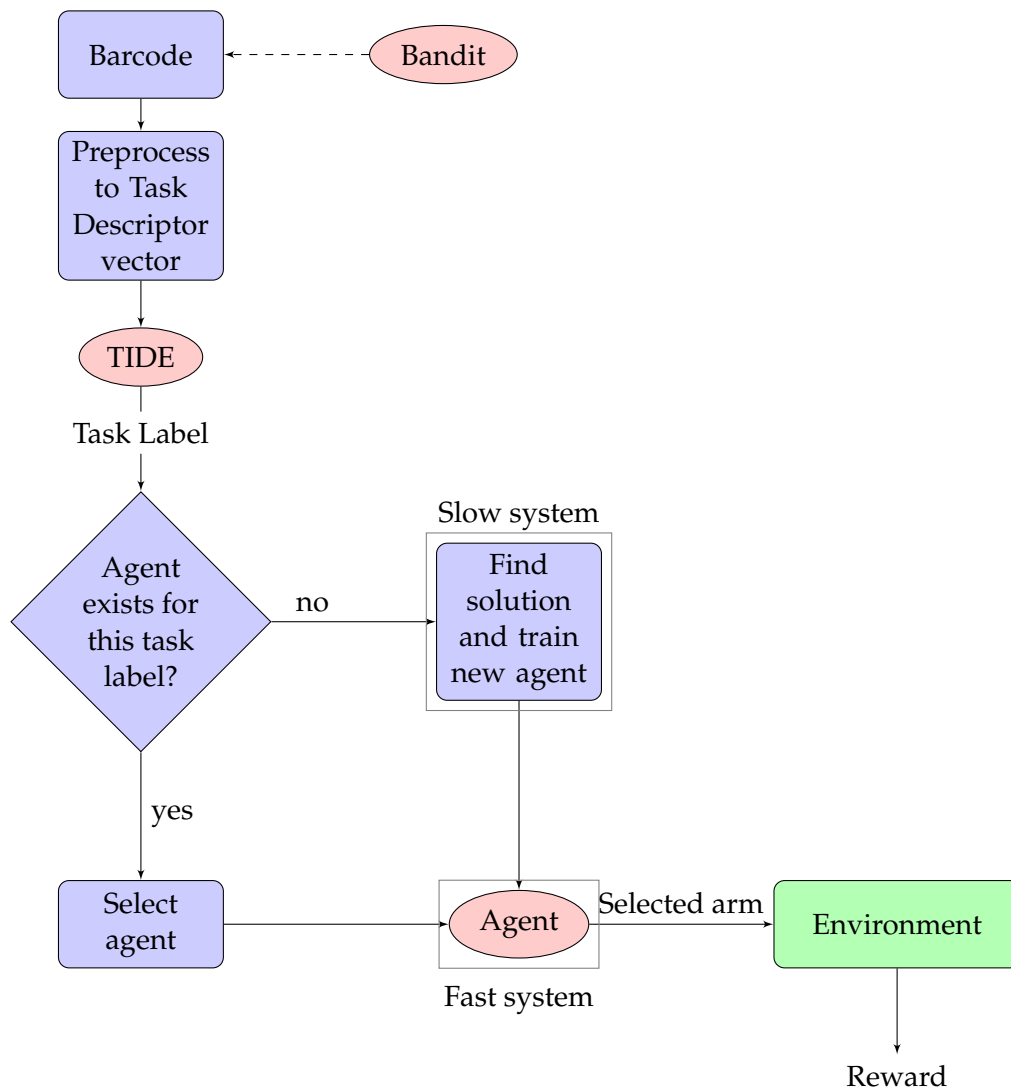 Barcode
Bandit
Preprocess
to Task
Descriptor
vector
TIDE
Task Label
Agent
exists for
this task
label?
no
Slow system
Find
solution
and train
new agent
yes
Select
agent
Agent
Fast system
Selected arm
Environment
Reward